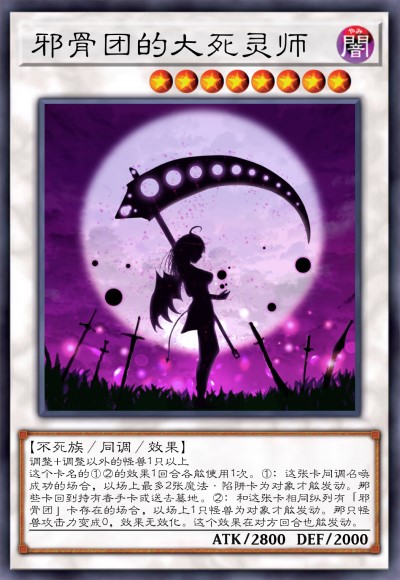 邪骨团的大死灵师
やみ
闇
【不死族／同调／效果】
调整+调整以外的怪兽1只以上
这个卡名的①②的效果1回合各能使用1次。①：这张卡同调召唤
成功的场合，以场上最多2张魔法·陷阱卡为对象才能发动。那
些卡回到持有者手卡或送去墓地。②：和这张卡相同纵列有「邪
骨团」卡存在的场合，以场上1只怪兽为对象才能发动。那只怪
兽攻击力变成0，效果无效化。这个效果在对方回合也能发动。
ATK/2800 DEF/2000